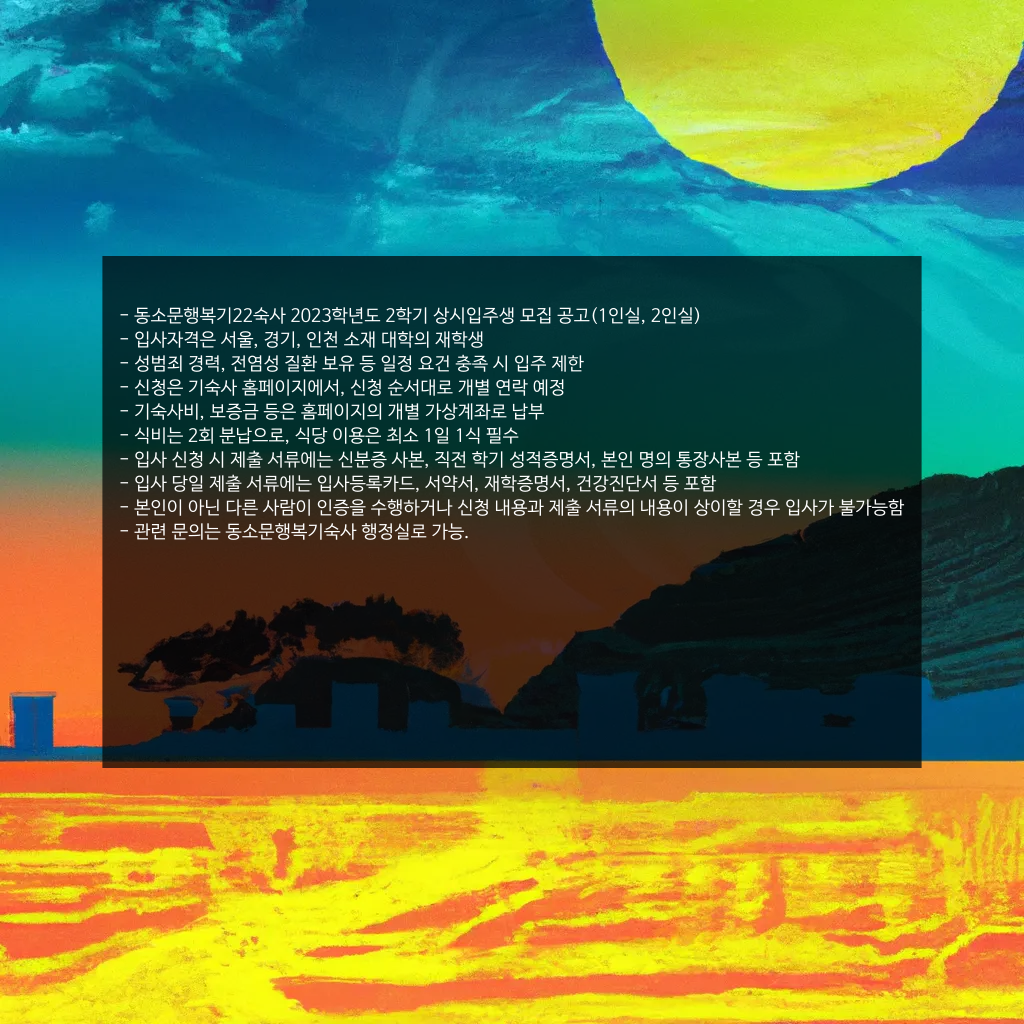 - 동소문행복기22숙사 2023학년도 2학기 상시입주생 모집 공고(1인실, 2인실)
- 입사자격은 서울, 경기, 인천 소재 대학의 재학생
- 성범죄 경력, 전염성 질환 보유 등 일정 요건 충족 시 입주 제한
- 신청은 기숙사 홈페이지에서, 신청 순서대로 개별 연락 예정
- 기숙사비, 보증금 등은 홈페이지의 개별 가상계좌로 납부
- 식비는 2회 분납으로, 식당 이용은 최소 1일 1식 필수
- 입사 신청 시 제출 서류에는 신분증 사본, 직전 학기 성적증명서, 본인 명의 통장사본 등 포함
- 입사 당일 제출 서류에는 입사등록카드, 서약서, 재학증명서, 건강진단서 등 포함
- 본인이 아닌 다른 사람이 인증을 수행하거나 신청 내용과 제출 서류의 내용이 상이할 경우 입사가 불가능함
- 관련 문의는 동소문행복기숙사 행정실로 가능.